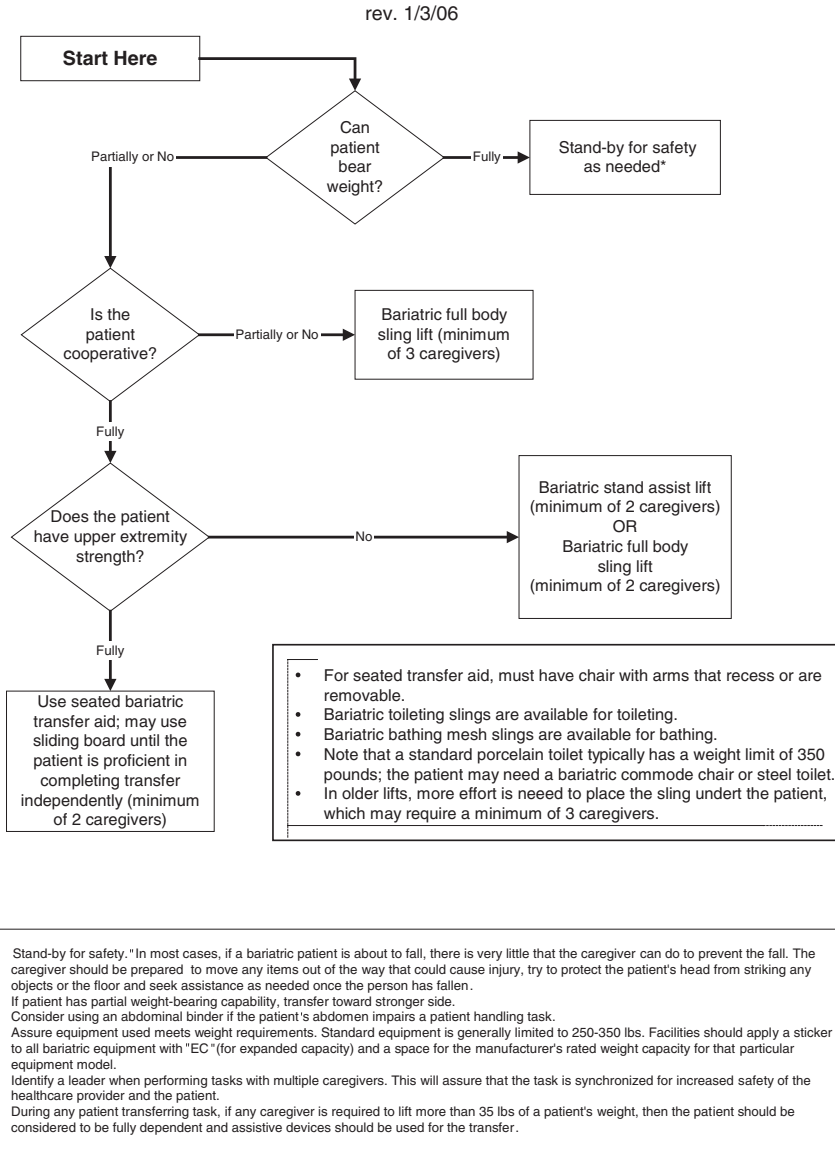 rev. 1/3/06
Start Here
Can
patient
bear
weight?
Partially or No
Fully
Stand-by for safety
as needed*
Is the
patient
cooperative?
Partially or No
Bariatric full body
sling lift (minimum
of 3 caregivers)
Fully
Does the patient
have upper extremity
strength?
No
Bariatric stand assist lift
(minimum of 2 caregivers)
OR
Bariatric full body
sling lift
(minimum of 2 caregivers)
Fully
Use seated bariatric
transfer aid; may use
sliding board until the
patient is proficient in
completing transfer
independently (minimum
of 2 caregivers)
• For seated transfer aid, must have chair with arms that recess or are
removable.
• Bariatric toileting slings are available for toileting.
• Bariatric bathing mesh slings are available for bathing.
• Note that a standard porcelain toilet typically has a weight limit of 350
pounds; the patient may need a bariatric commode chair or steel toilet.
• In older lifts, more effort is need to place the sling undert the patient,
which may require a minimum of 3 caregivers.
Stand-by for safety."In most cases, if a bariatric patient is about to fall, there is very little that the caregiver can do to prevent the fall. The
caregiver should be prepared to move any items out of the way that could cause injury, try to protect the patient's head from striking any
objects or the floor and seek assistance as needed once the person has fallen.
If patient has partial weight-bearing capability, transfer toward stronger side.
Consider using an abdominal binder if the patient's abdomen impairs a patient handling task.
Assure equipment used meets weight requirements. Standard equipment is generally limited to 250-350 lbs. Facilities should apply a sticker
to all bariatric equipment with "EC "(for expanded capacity) and a space for the manufacturer's rated weight capacity for that particular
equipment model.
Identify a leader when performing tasks with multiple caregivers. This will assure that the task is synchronized for increased safety of the
healthcare provider and the patient.
During any patient transferring task, if any caregiver is required to lift more than 35 lbs of a patient's weight, then the patient should be
considered to be fully dependent and assistive devices should be used for the transfer.